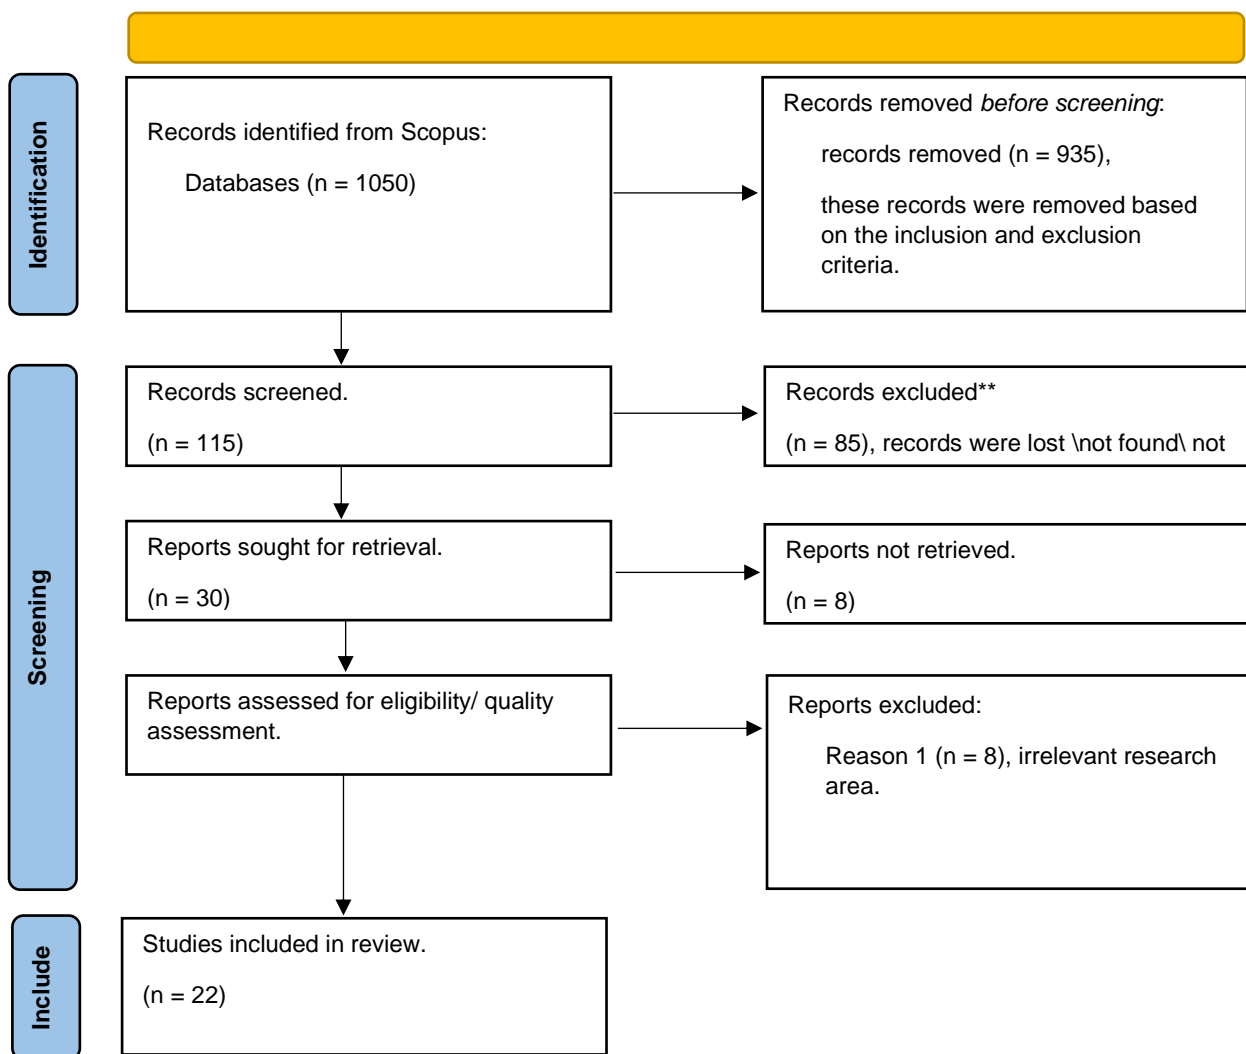 Identification
Records identified from Scopus:
Databases (n = 1050)
Records removed before screening:
records removed (n = 935),
these records were removed based
on the inclusion and exclusion
criteria.
Screening
Records screened.
(n = 115)
Records excluded**
(n = 85), records were lost \not found\ not
Reports sought for retrieval.
(n = 30)
Reports not retrieved.
(n = 8)
Reports assessed for eligibility/ quality
assessment.
Reports excluded:
Reason 1 (n = 8), irrelevant research
area.
Include
Studies included in review.
(n = 22)